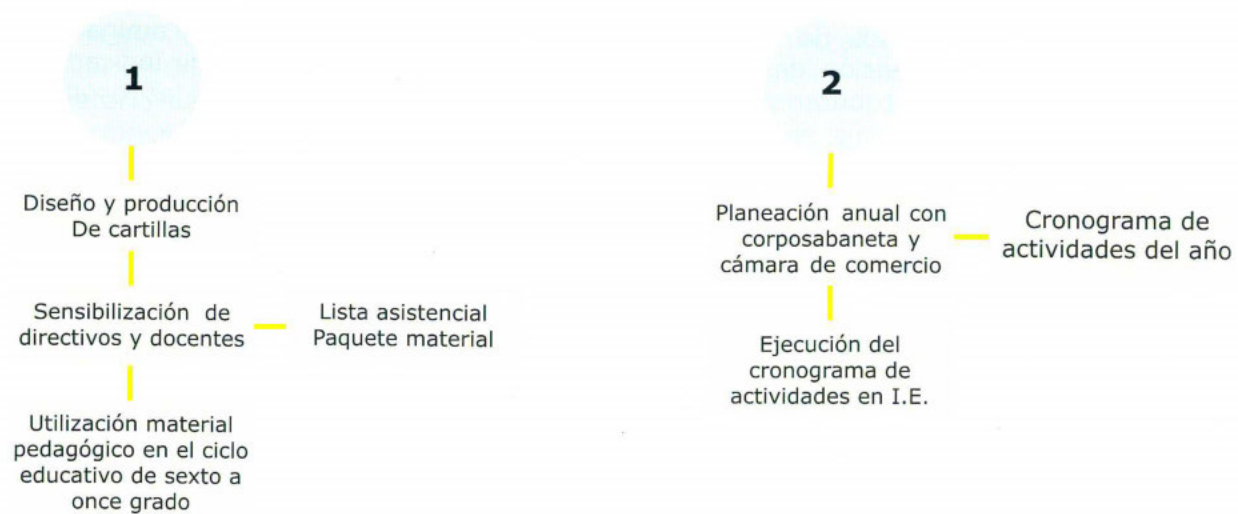 1
Diseño y producción
De cartillas
Sensibilización de
directivos y docentes
Lista asistencial
Paquete material
Utilización material
pedagógico en el ciclo
educativo de sexto a
once grado
2
Planeación anual con
corposabaneta y
cámara de comercio
Cronograma de
actividades del año
Ejecución del
cronograma de
actividades en I.E.